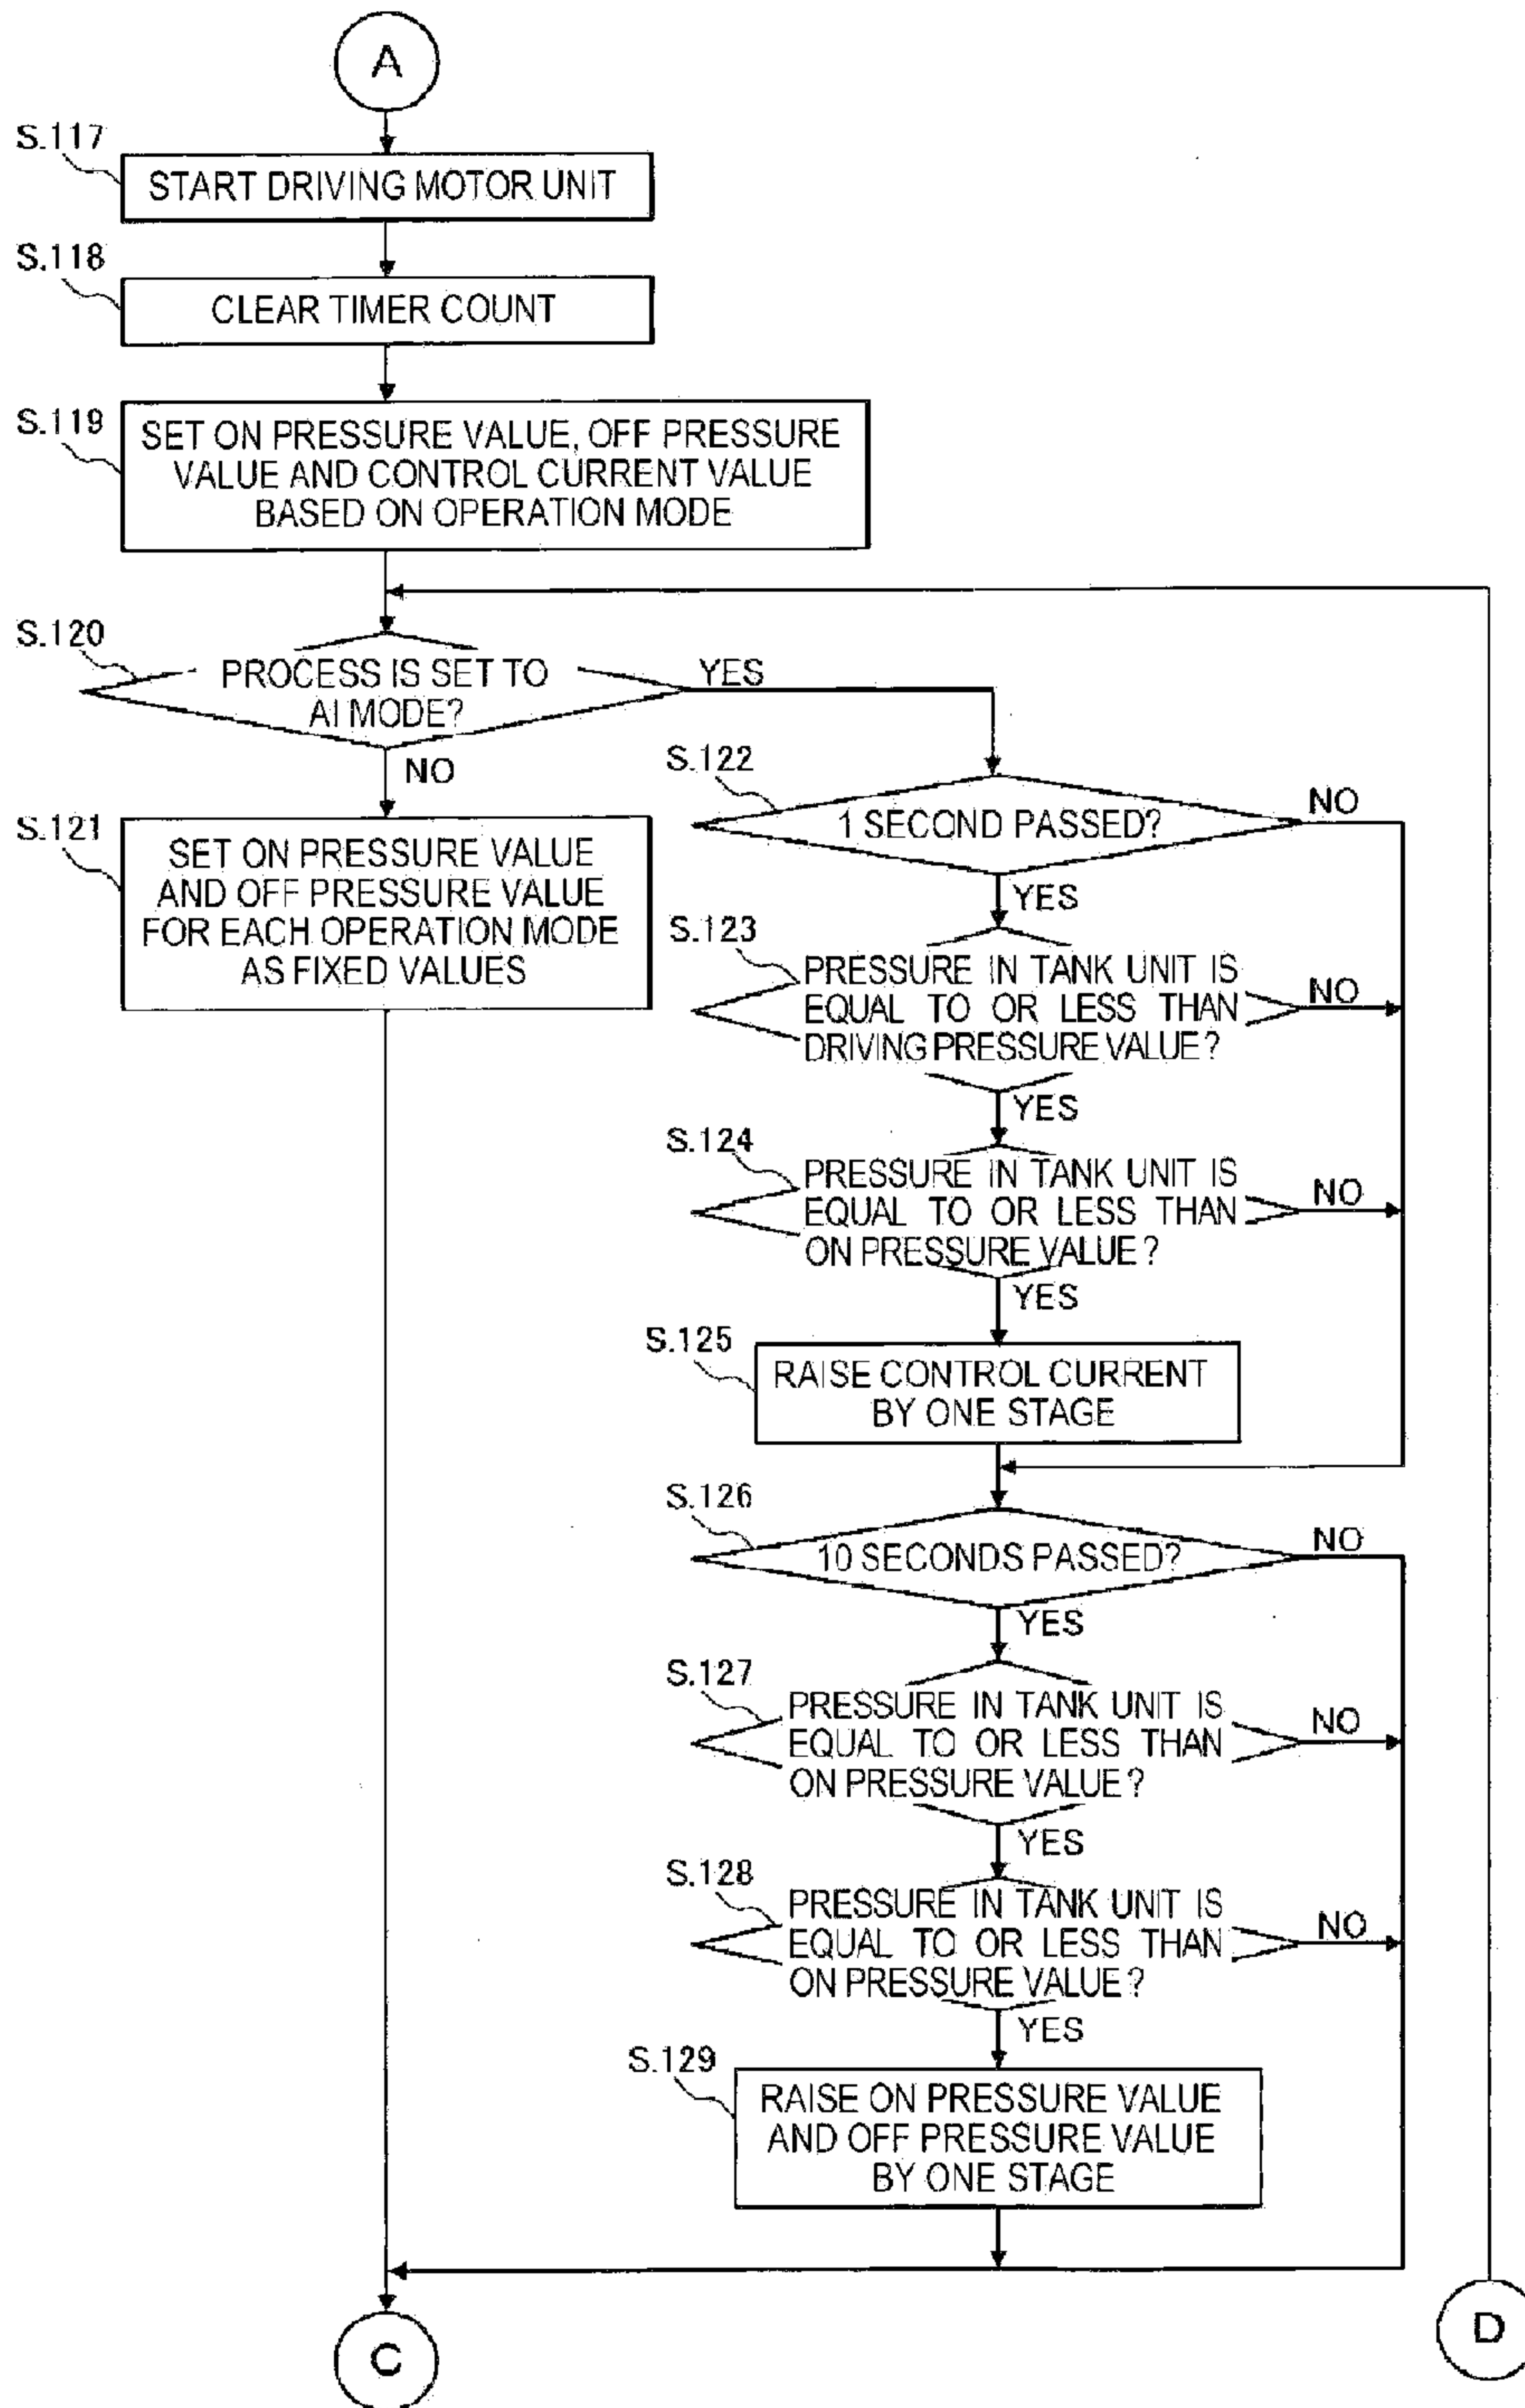 A
S.117
START DRIVING MOTOR UNIT
S.118
CLEAR TIMER COUNT
S.119
SET ON PRESSURE VALUE, OFF PRESSURE
VALUE AND CONTROL CURRENT VALUE
BASED ON OPERATION MODE
S.120
PROCESS IS SET TO
AI MODE?
YES
NO
S.121
SET ON PRESSURE VALUE
AND OFF PRESSURE VALUE
FOR EACH OPERATION MODE
AS FIXED VALUES
S.122
1 SECOND PASSED?
NO
YES
S.123
PRESSURE IN TANK UNIT IS
EQUAL TO OR LESS THAN
DRIVING PRESSURE VALUE?
NO
YES
S.124
PRESSURE IN TANK UNIT IS
EQUAL TO OR LESS THAN
ON PRESSURE VALUE?
NO
YES
S.125
RAISE CONTROL CURRENT
BY ONE STAGE
S.126
10 SECONDS PASSED?
NO
YES
S.127
PRESSURE IN TANK UNIT IS
EQUAL TO OR LESS THAN
ON PRESSURE VALUE?
NO
YES
S.128
PRESSURE IN TANK UNIT IS
EQUAL TO OR LESS THAN
ON PRESSURE VALUE?
NO
YES
S.129
RAISE ON PRESSURE VALUE
AND OFF PRESSURE VALUE
BY ONE STAGE
C
D